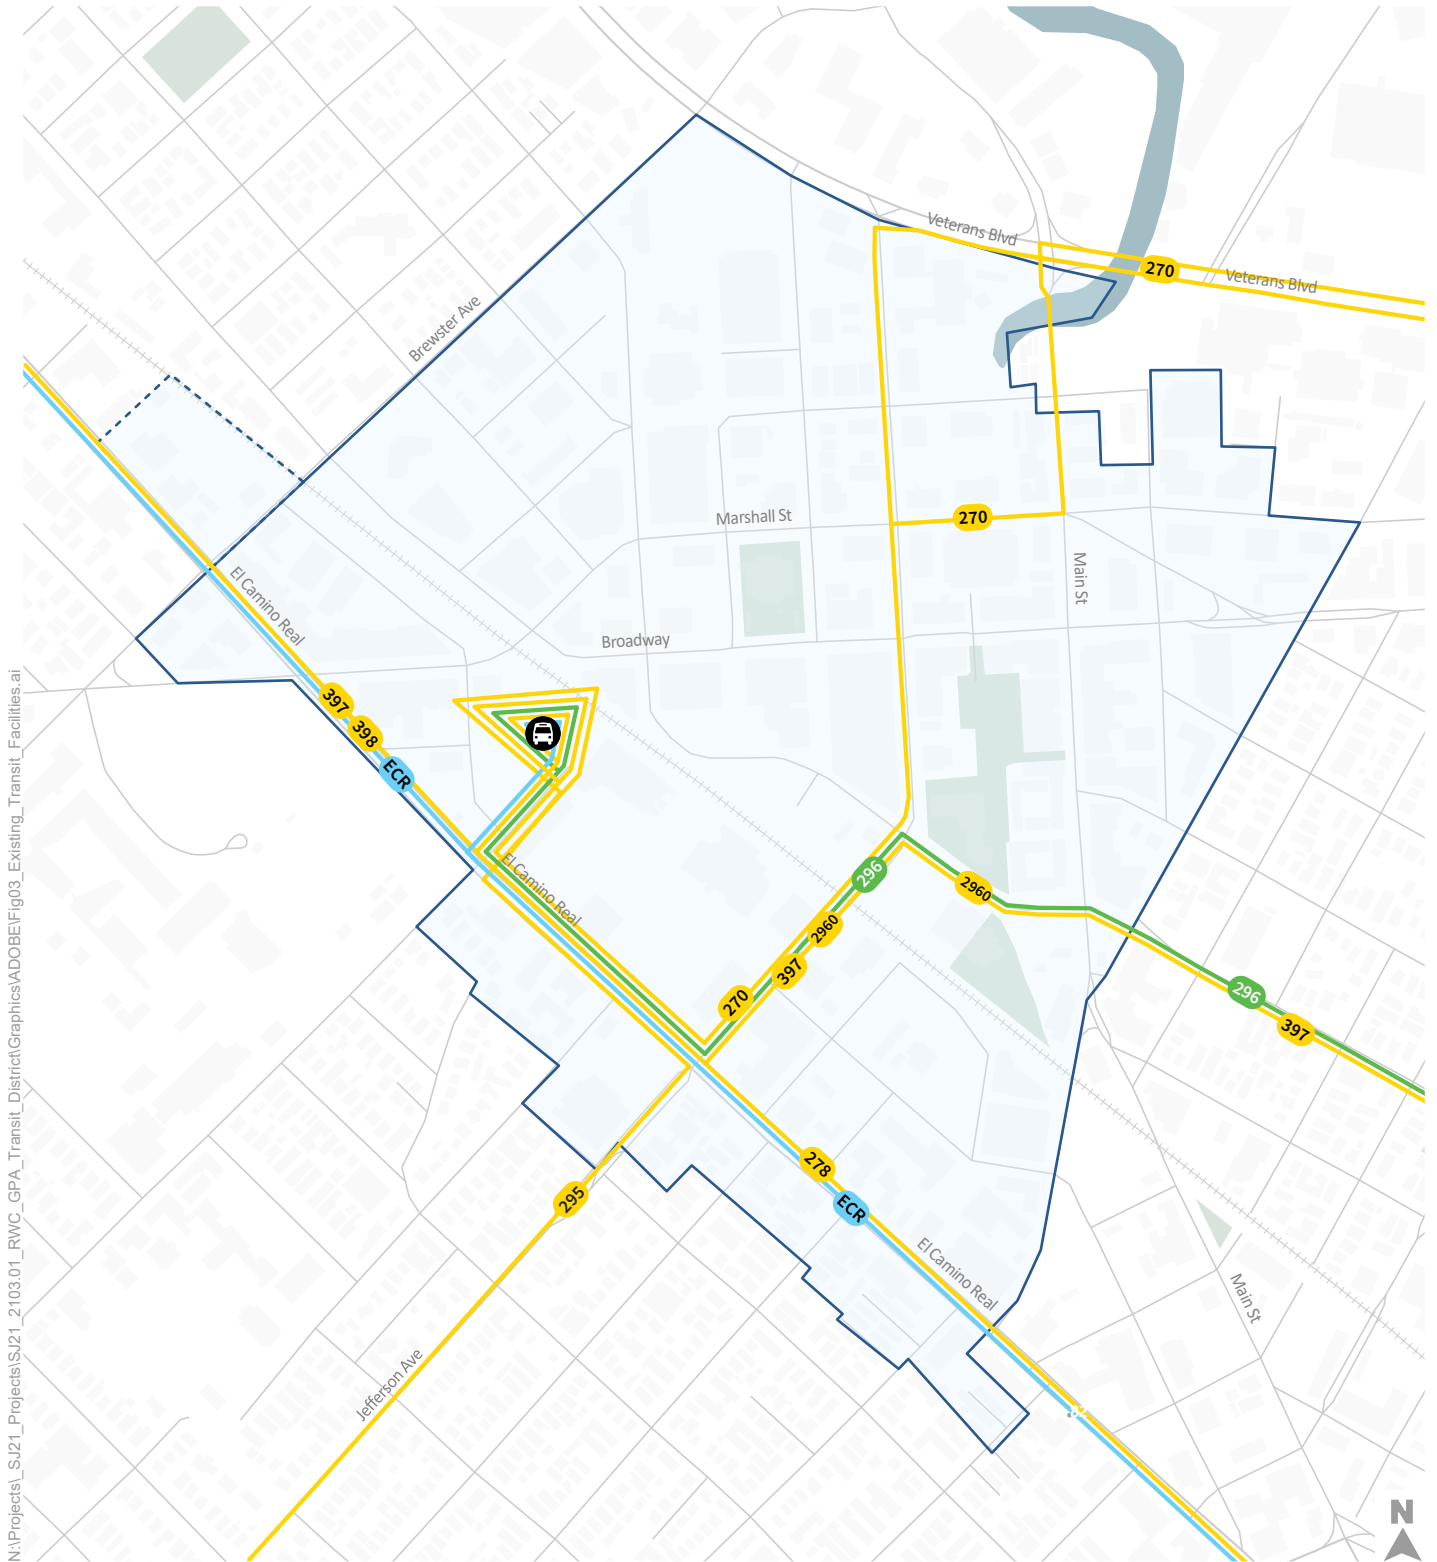 Veterans Blvd
270
Veterans Blvd
Brewster Ave
Marshall St
270
Main St
El Camino Real
Broadway
397
398
ECR
El Camino Real
296
2960
2960
397
270
296
397
278
ECR
295
El Camino Real
Main St
Jefferson Ave
82
N
N:\Projects\_SJ21_Projects\SJ21_2103.01_RWC_GPA_Transit_District\Graphics\ADOBE\Fig03_Existing_Transit_Facilities.ai